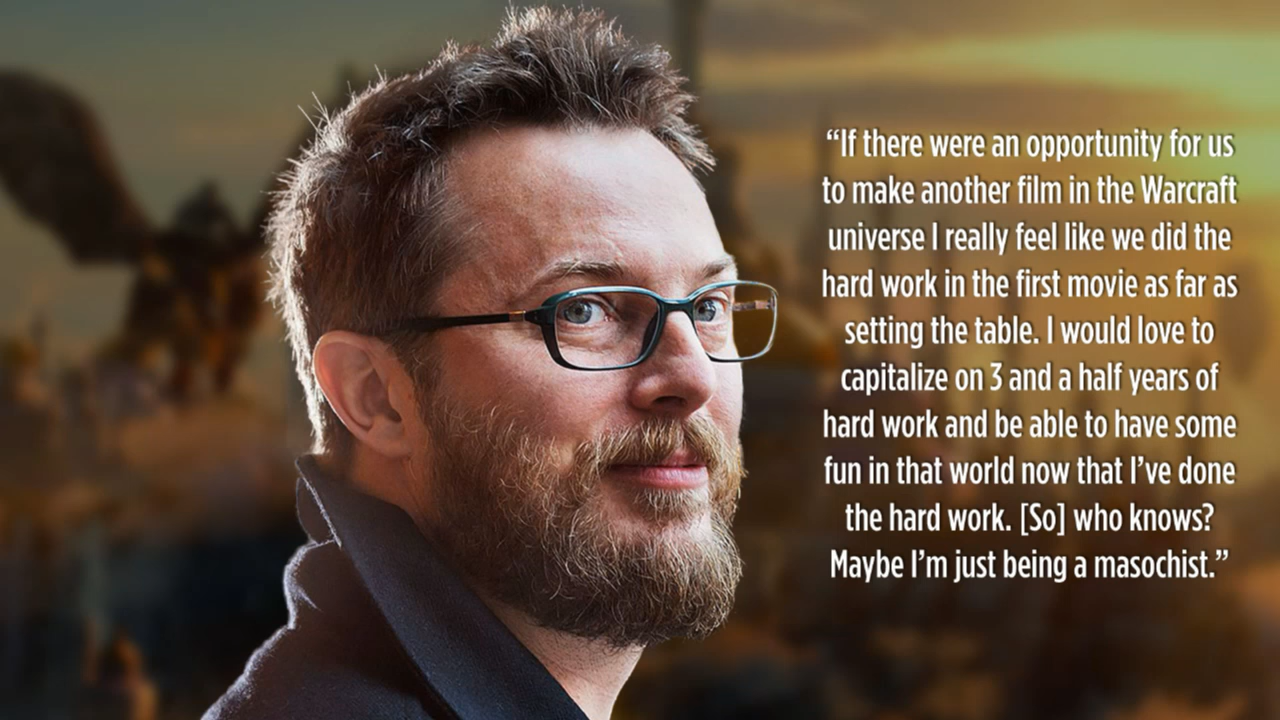 “If there were an opportunity for us
to make another film in the Warcraft
universe I really feel like we did the
hard work in the first movie as far as
setting the table. I would love to
capitalize on 3 and a half years of
hard work and be able to have some
fun in that world now that I’ve done
the hard work. [So] who knows?
Maybe I’m just being a masochist.”